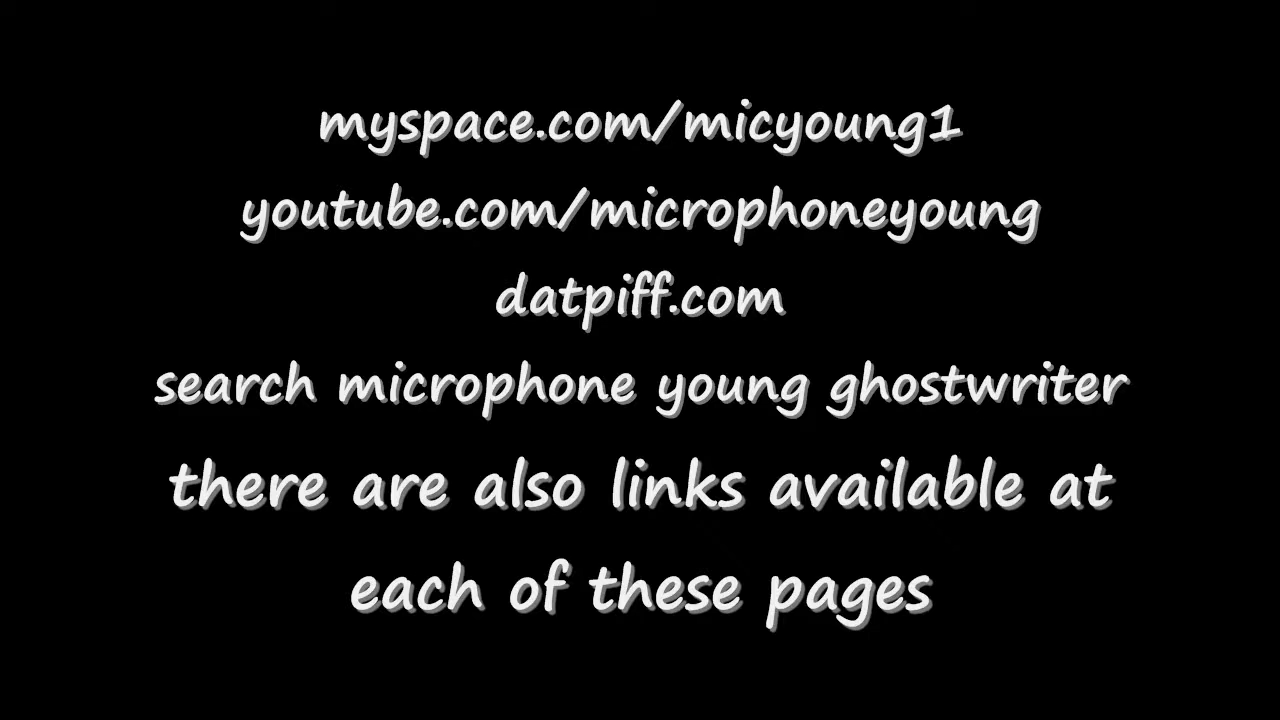 myspace.com/micyoung1
youtube.com/microphoneyoung
datpiff.com
search microphone young ghostwriter
there are also links available at
each of these pages